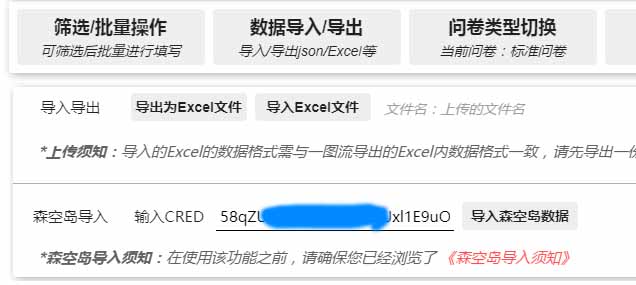 筛选/批量操作 数据导入/导出 问卷类型切换
可筛选后批量进行填写 导入/导出json/Excel等 当前问卷：标准问卷
导入导出 导出为Excel文件 导入Excel文件 文件名：上传的文件名
*上传须知：导入的Excel的数据格式需与一图流导出的Excel内数据格式一致，请先导出一份
森空岛导入 输入CRED 58qZU Jxl1E9uO 导入森空岛数据
*森空岛导入须知：在使用该功能之前，请确保您已经浏览了 《森空岛导入须知》